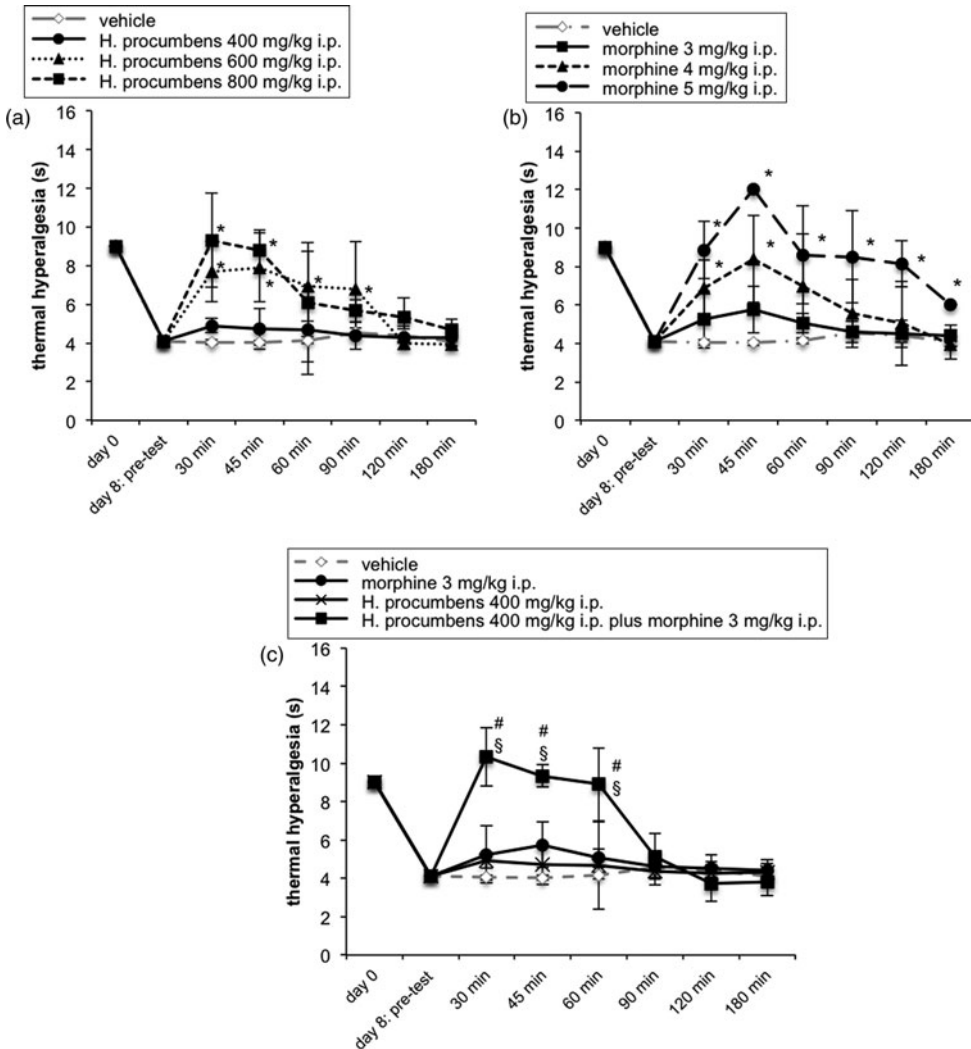 vehicle
H. procumbens 400 mg/kg i.p.
H. procumbens 600 mg/kg i.p.
H. procumbens 800 mg/kg i.p.
(a)
thermal hyperalgesia (s)
16
14
12
10
8
6
4
2
0
*
*
*
*
*
*
day 0
day 8: pre-test
30 min
45 min
60 min
90 min
120 min
180 min
vehicle
morphine 3 mg/kg i.p.
morphine 4 mg/kg i.p.
morphine 5 mg/kg i.p.
(b)
thermal hyperalgesia (s)
16
14
12
10
8
6
4
2
0
*
*
*
*
*
*
*
*
day 0
day 8: pre-test
30 min
45 min
60 min
90 min
120 min
180 min
vehicle
morphine 3 mg/kg i.p.
H. procumbens 400 mg/kg i.p.
H. procumbens 400 mg/kg i.p. plus morphine 3 mg/kg i.p.
(c)
thermal hyperalgesia (s)
16
14
12
10
8
6
4
2
0
#
§
#
§
#
§
day 0
day 8: pre-test
30 min
45 min
60 min
90 min
120 min
180 min